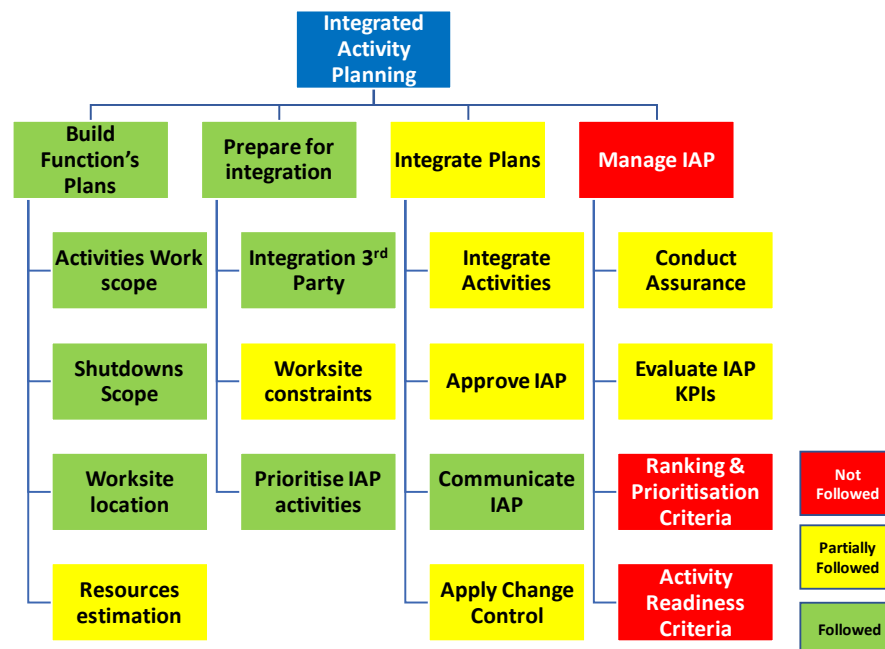 Integrated
Activity
Planning
Build
Function’s
Plans
Prepare for
integration
Integrate Plans
Manage IAP
Activities Work
scope
Integration 3rd
Party
Integrate
Activities
Conduct
Assurance
Shutdowns
Scope
Worksite
constraints
Approve IAP
Evaluate IAP
KPIs
Worksite
location
Prioritise IAP
activities
Communicate
IAP
Ranking &
Prioritisation
Criteria
Resources
estimation
Apply Change
Control
Activity
Readiness
Criteria
Not
Followed
Partially
Followed
Followed